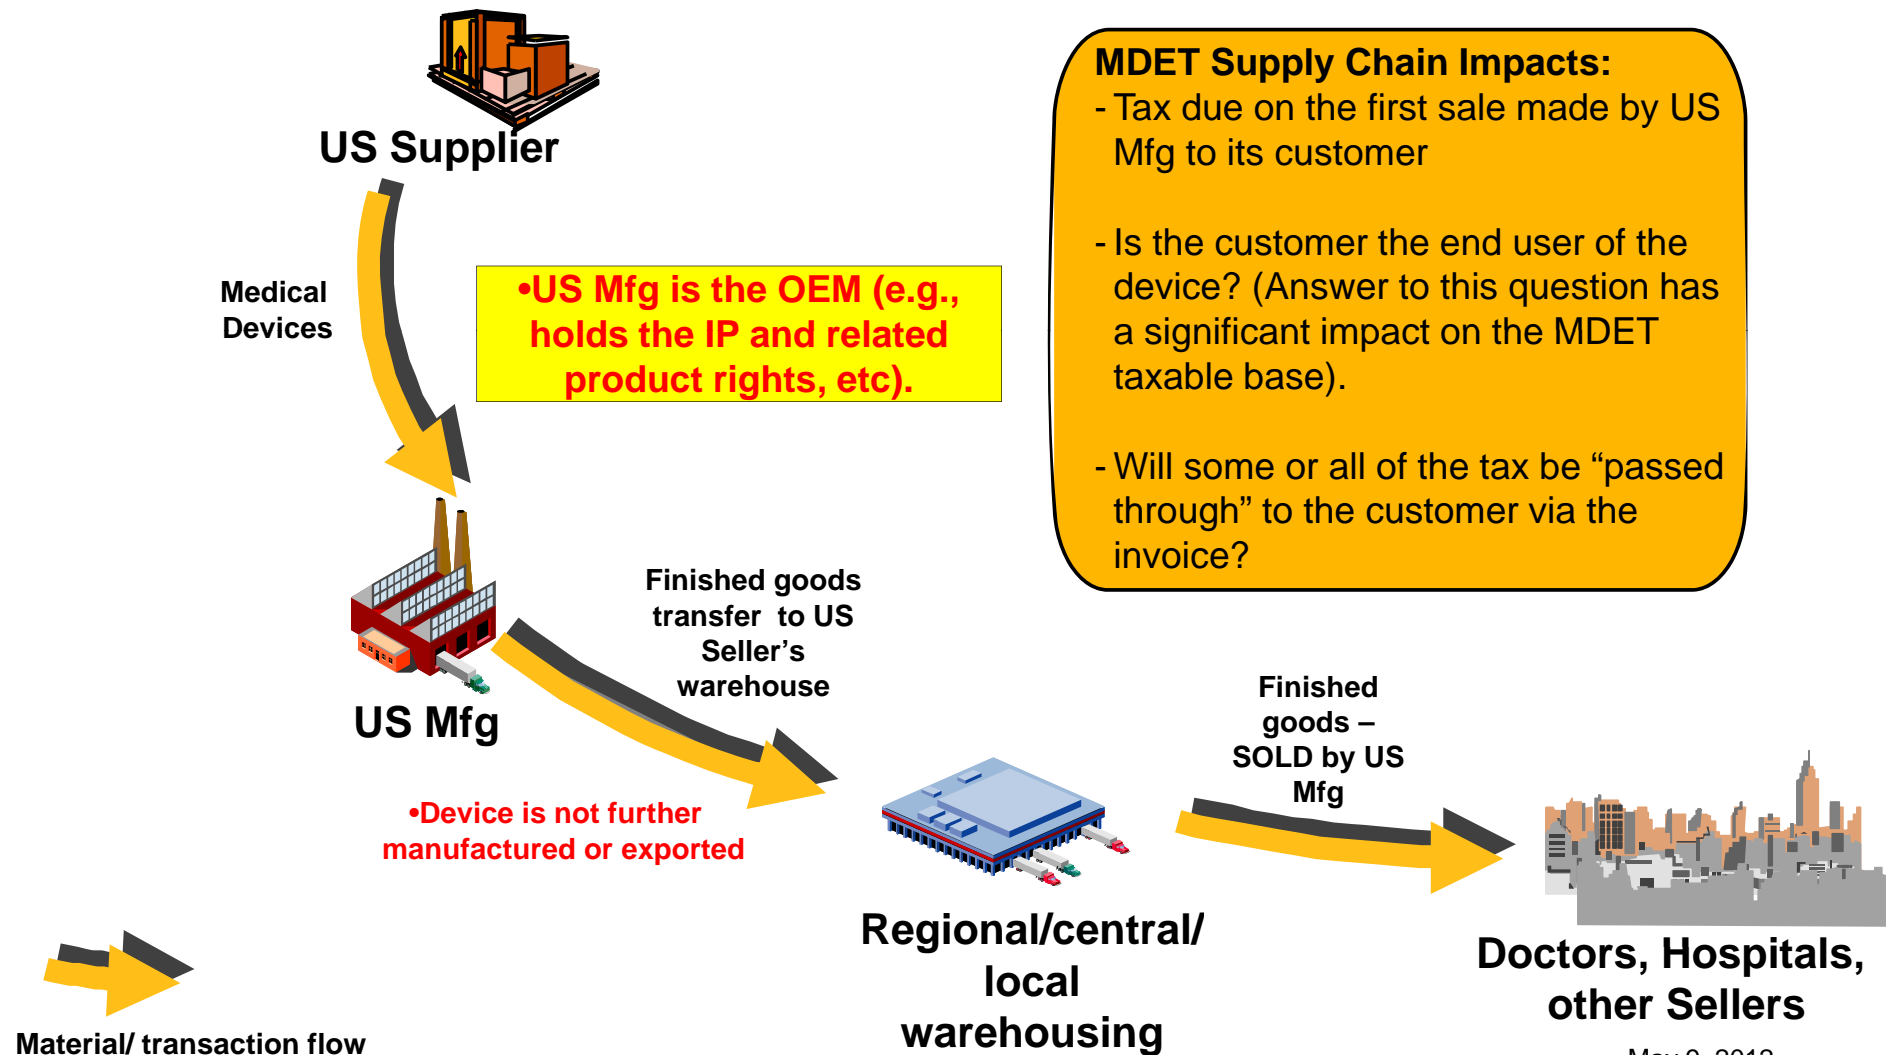 US Supplier
Medical
Devices
•US Mfg is the OEM (e.g.,
holds the IP and related
product rights, etc).
MDET Supply Chain Impacts:
- Tax due on the first sale made by US
Mfg to its customer
- Is the customer the end user of the
device? (Answer to this question has
a significant impact on the MDET
taxable base).
- Will some or all of the tax be “passed
through” to the customer via the
invoice?
US Mfg
Finished goods
transfer to US
Seller’s
warehouse
•Device is not further
manufactured or exported
Finished
goods –
SOLD by US
Mfg
Regional/central/
local
warehousing
Doctors, Hospitals,
other Sellers
Material/ transaction flow
May 9, 2012